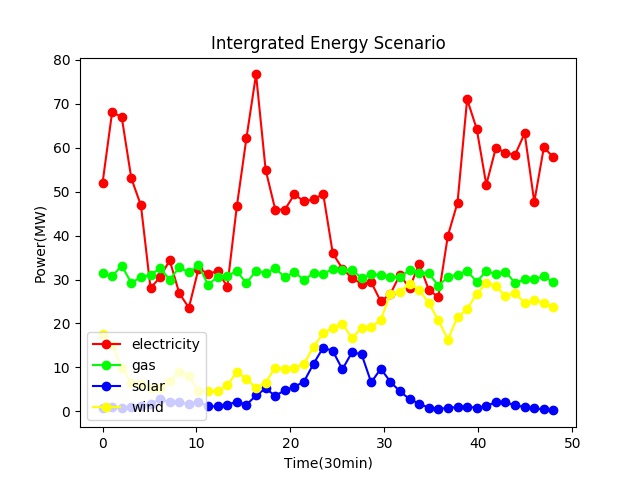 Intergrated Energy Scenario
80
70
60
50
40
30
20
10
0
Power(MW)
electricity
gas
solar
wind
0 10 20 30 40 50
Time(30min)